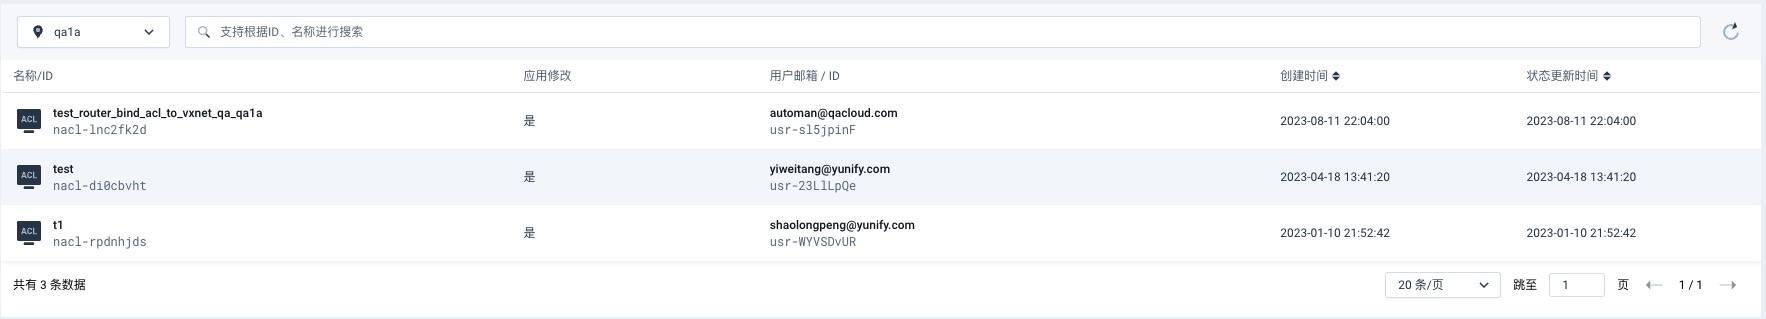 qa1a
支持根据ID、名称进行搜索
名称/ID 应用修改 用户邮箱 / ID 创建时间 状态更新时间
ACL test_router_bind_acl_to_vxnet_qa_qa1a 是 automan@qacloud.com 2023-08-11 22:04:00 2023-08-11 22:04:00
nacl-lnc2fk2d usr-sl5jpinF
ACL test 是 yiweitang@yunify.com 2023-04-18 13:41:20 2023-04-18 13:41:20
nacl-di0cbvht usr-23LlLpQe
ACL t1 是 shaolongpeng@yunify.com 2023-01-10 21:52:42 2023-01-10 21:52:42
nacl-rpdnhjds usr-WYVSDvUR
共有 3 条数据 20 条/页 跳至 1 页 1 / 1